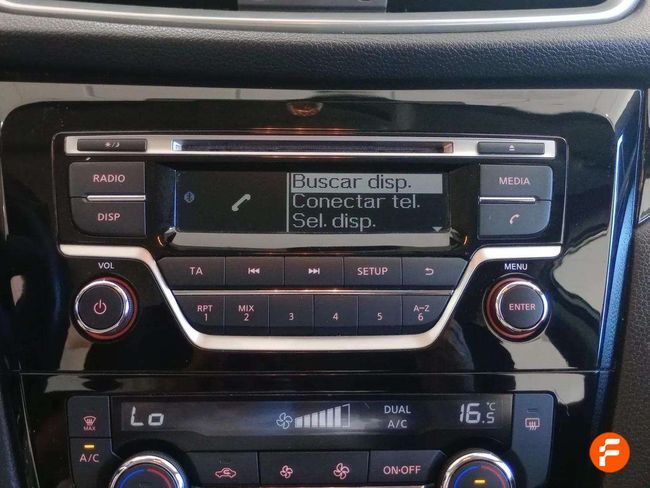 RADIO
DISP
Buscar disp.
Conectar tel.
Sel. disp.
MEDIA
VOL
TA
SETUP
MENU
ENTER
RPT 1
MIX 2
3
4
5
A-Z 6
Lo
DUAL
A/C
16.5 °C
MAX
A/C
ON·OFF